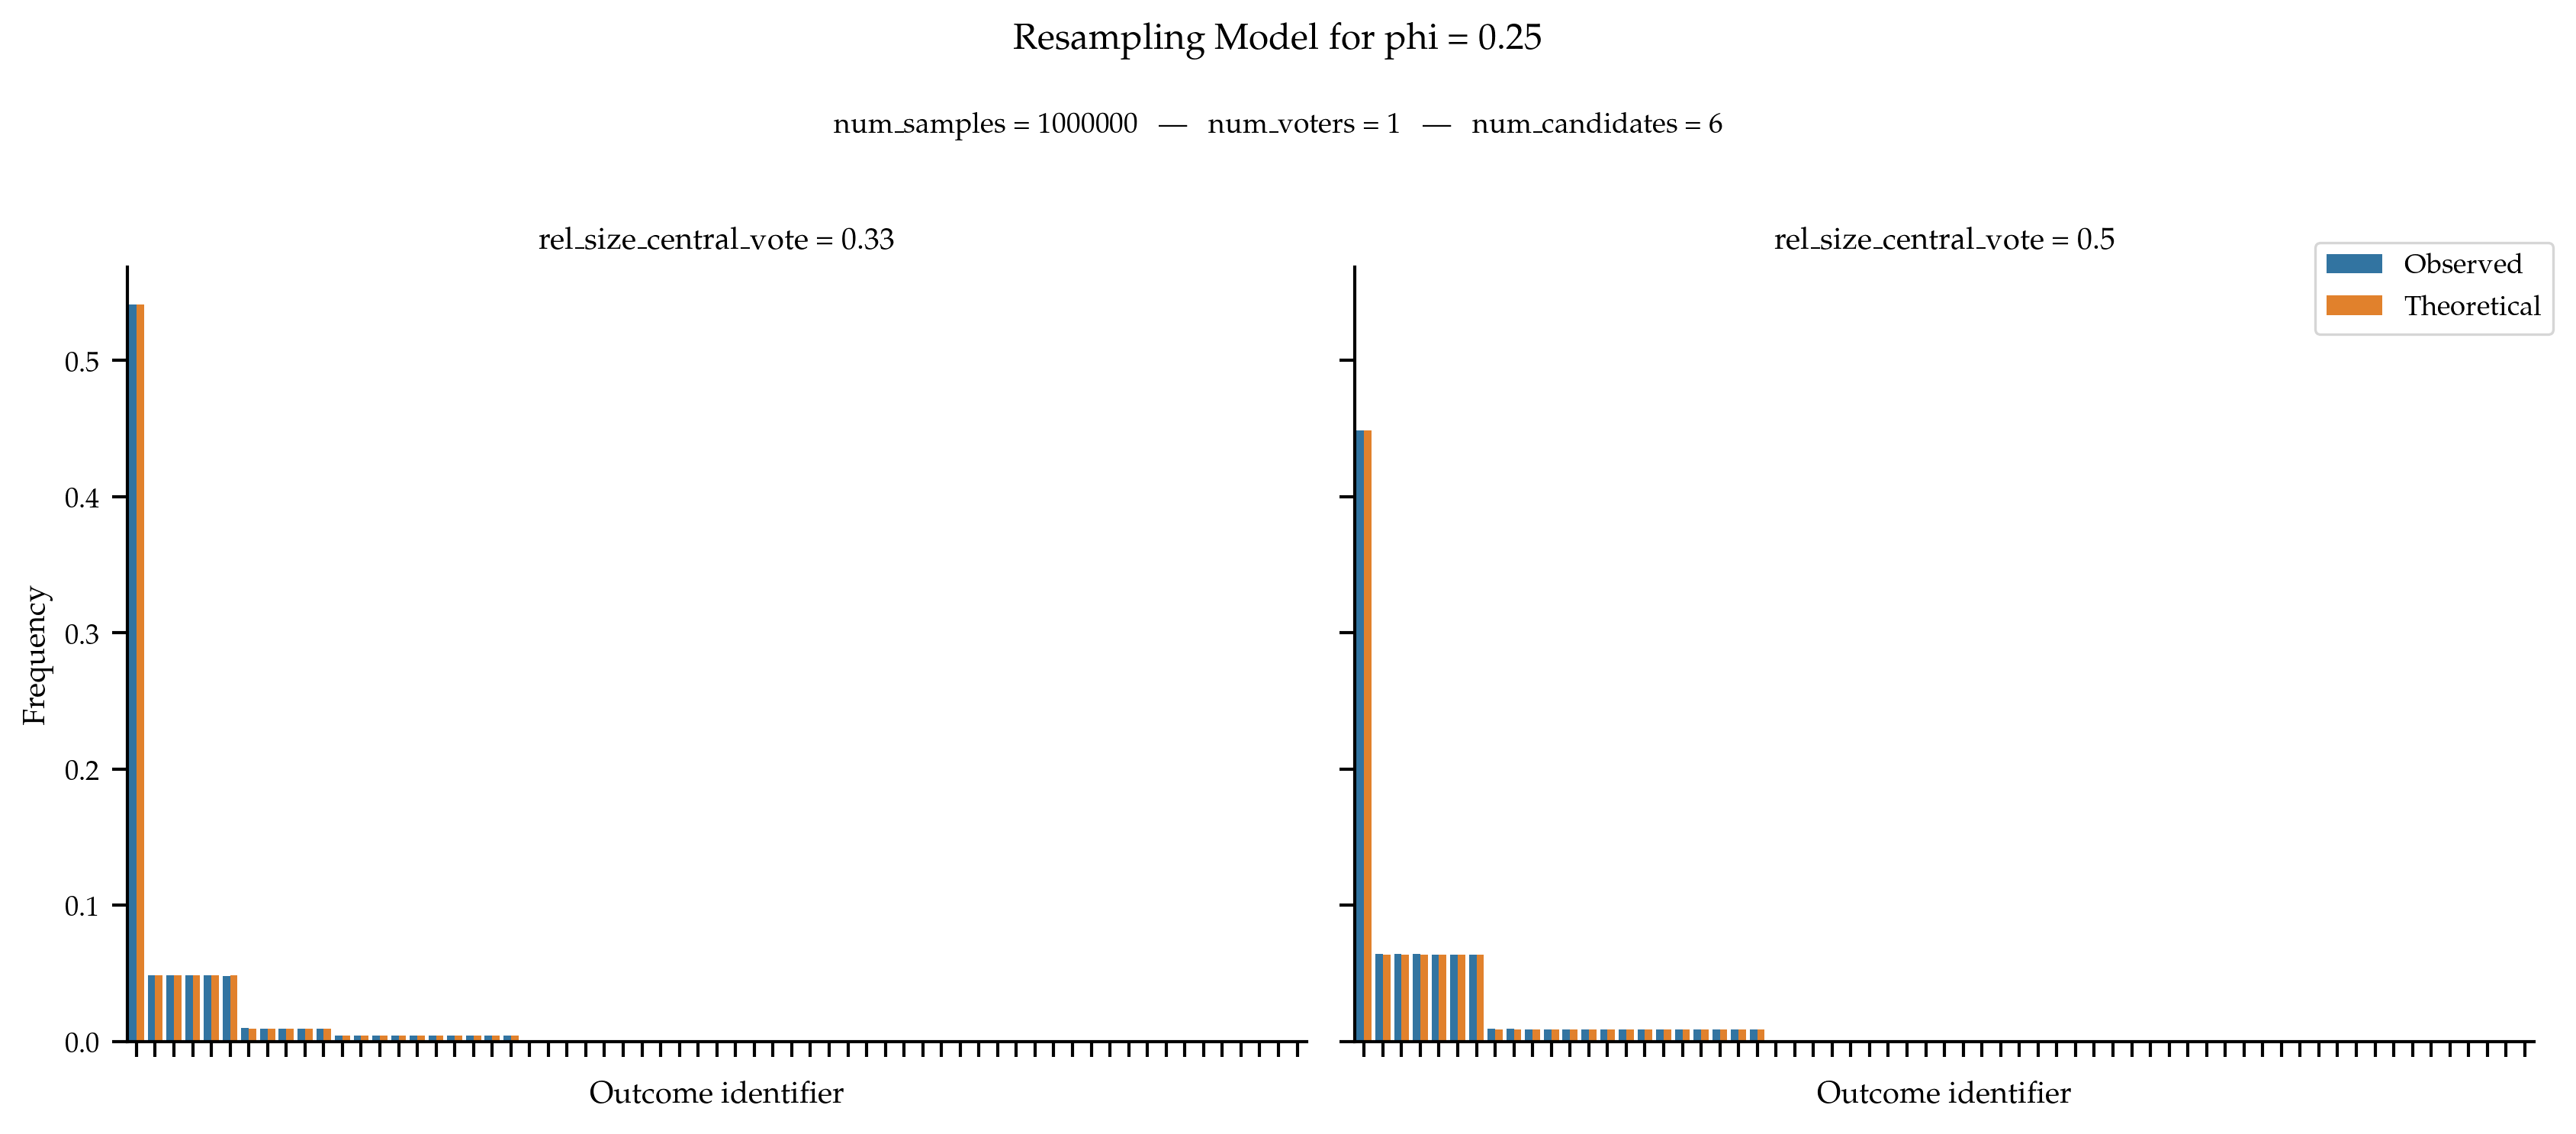 Resampling Model for phi = 0.25
num_samples = 1000000 — num_voters = 1 — num_candidates = 6
rel_size_central_vote = 0.33
rel_size_central_vote = 0.5
Observed
Theoretical
Frequency
0.5
0.4
0.3
0.2
0.1
0.0
Outcome identifier
Outcome identifier